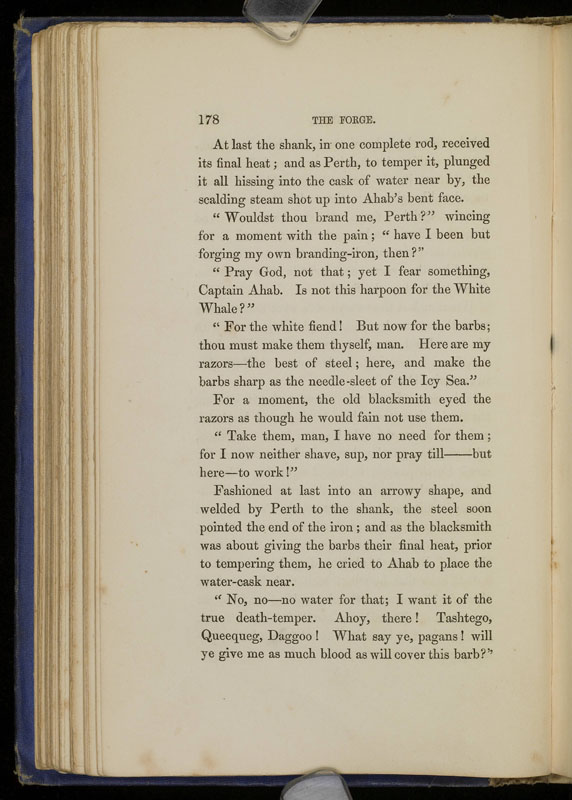 178 THE FORGE.
At last the shank, in one complete rod, received
its final heat; and as Perth, to temper it, plunged
it all hissing into the cask of water near by, the
scalding steam shot up into Ahab's bent face.
"Wouldst thou brand me, Perth?" wincing
for a moment with the pain; "have I been but
forging my own branding-iron, then?"
"Pray God, not that; yet I fear something,
Captain Ahab. Is not this harpoon for the White
Whale?"
"For the white fiend! But now for the barbs;
thou must make them thyself, man. Here are my
razors—the best of steel; here, and make the
barbs sharp as the needle-sleet of the Icy Sea."
For a moment, the old blacksmith eyed the
razors as though he would fain not use them.
"Take them, man, I have no need for them;
for I now neither shave, sup, nor pray till——but
here—to work!"
Fashioned at last into an arrowy shape, and
welded by Perth to the shank, the steel soon
pointed the end of the iron; and as the blacksmith
was about giving the barbs their final heat, prior
to tempering them, he cried to Ahab to place the
water-cask near.
"No, no—no water for that; I want it of the
true death-temper. Ahoy, there! Tashtego,
Queequeg, Daggoo! What say ye, pagans! will
ye give me as much blood as will cover this barb?"